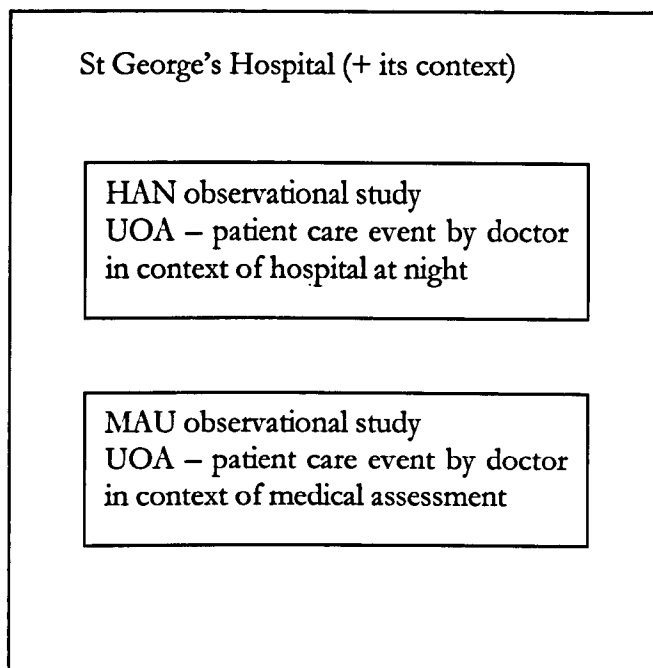 St George's Hospital (+ its context)
HAN observational study
UOA – patient care event by doctor
in context of hospital at night
MAU observational study
UOA – patient care event by doctor
in context of medical assessment